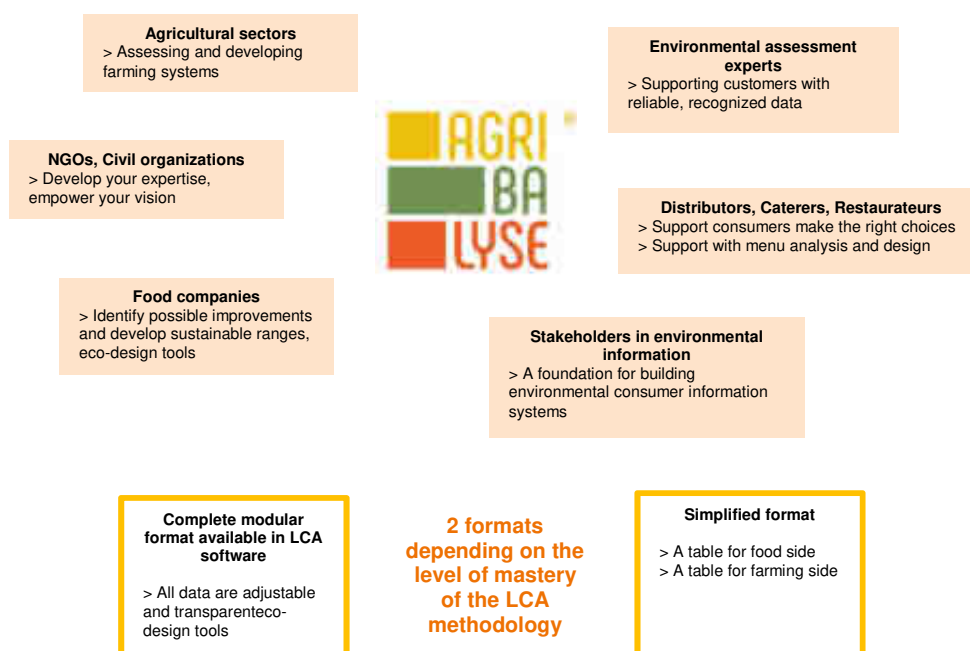 Agricultural sectors
> Assessing and developing
farming systems
Environmental assessment
experts
> Supporting customers with
reliable, recognized data
AGRI
BA
LYSE
NGOs, Civil organizations
> Develop your expertise,
empower your vision
Distributors, Caterers, Restaurateurs
> Support consumers make the right choices
> Support with menu analysis and design
Food companies
> Identify possible improvements
and develop sustainable ranges,
eco-design tools
Stakeholders in environmental
information
> A foundation for building
environmental consumer information
systems
Complete modular
format available in LCA
software
> All data are adjustable
and transparenteco-
design tools
2 formats
depending on the
level of mastery
of the LCA
methodology
Simplified format
> A table for food side
> A table for farming side